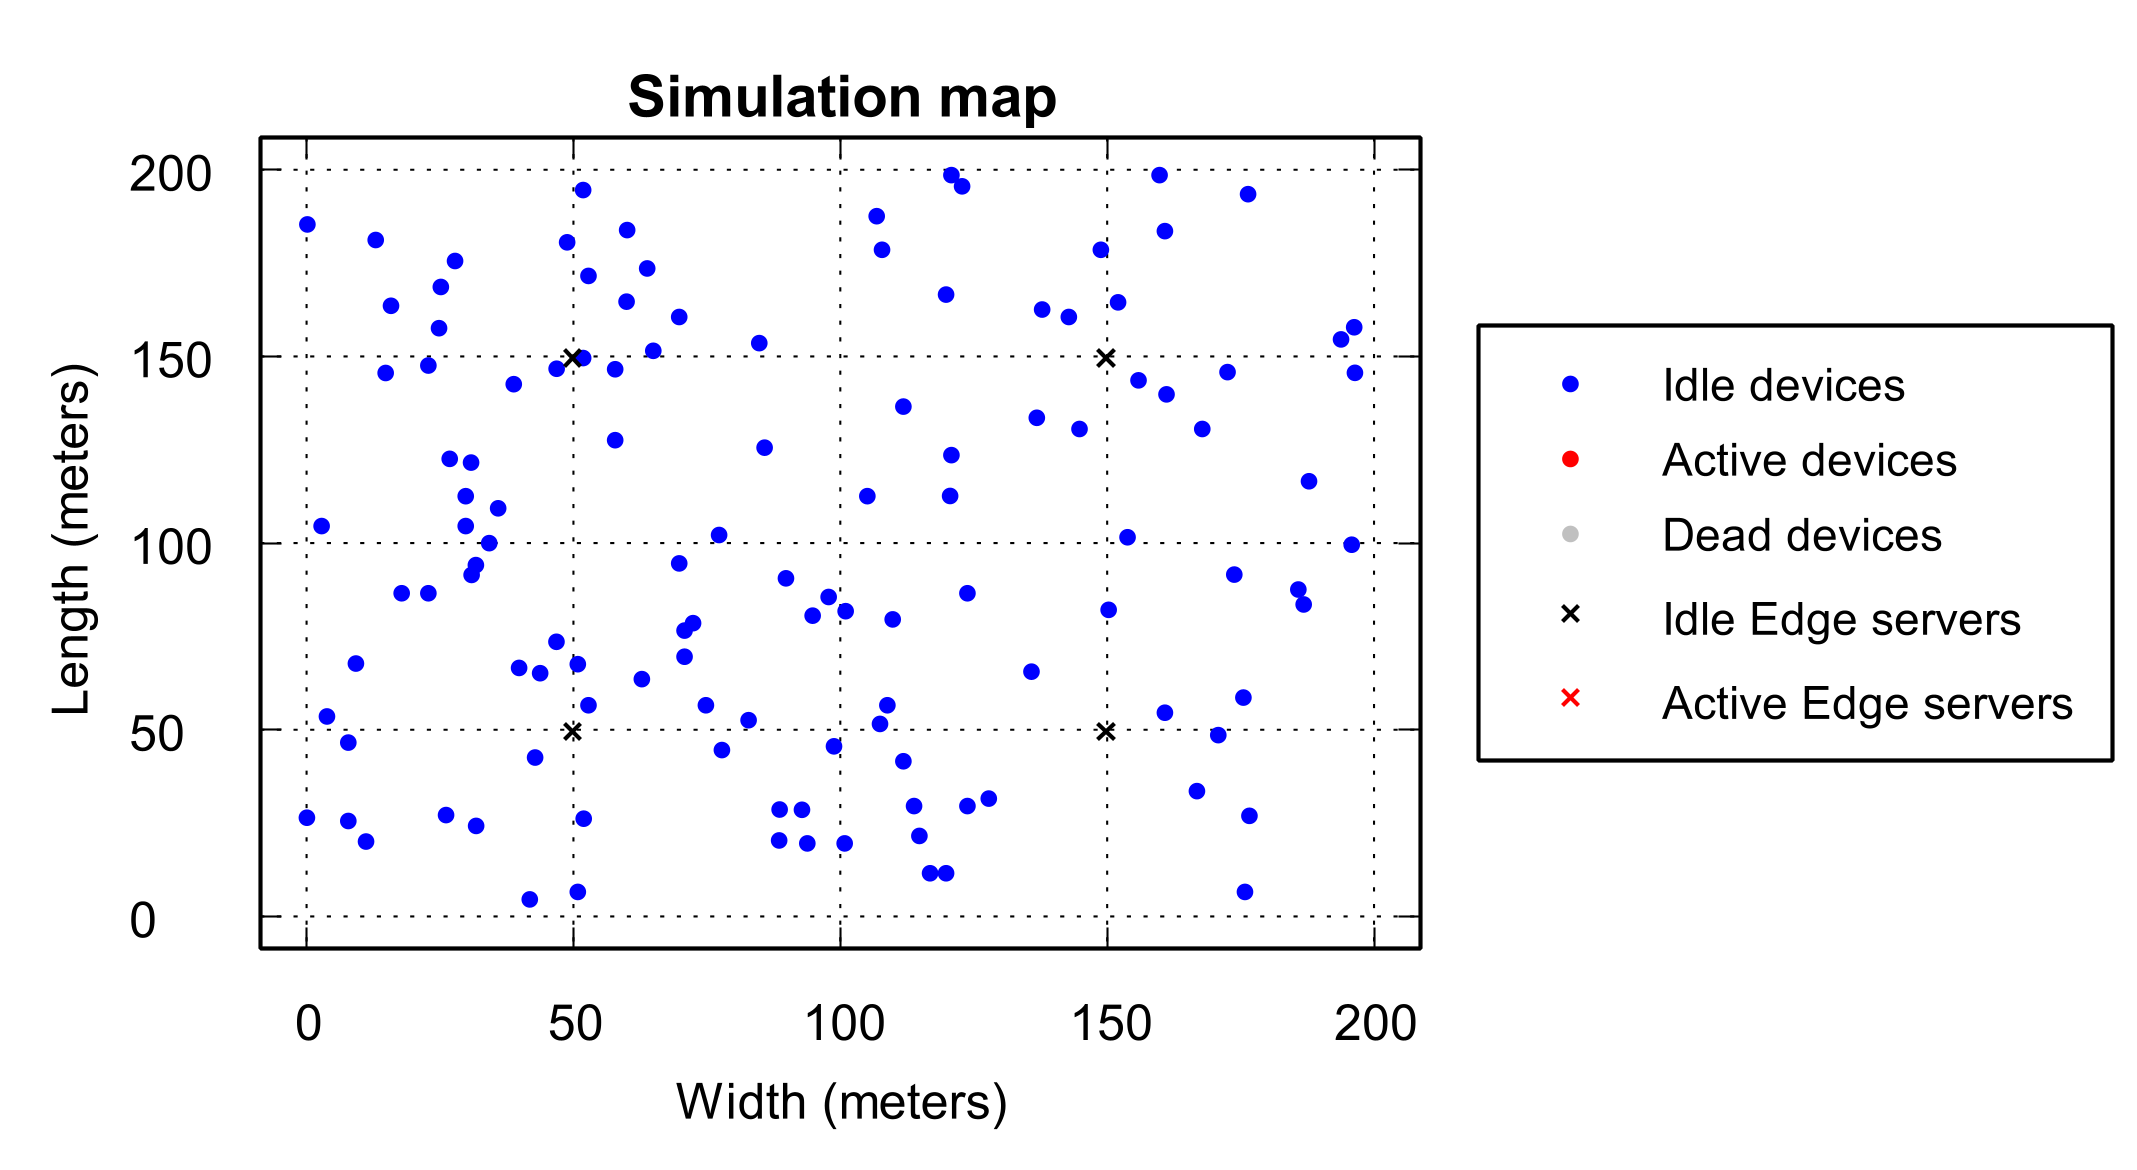 Simulation map
200
150
100
50
0
Length (meters)
0 50 100 150 200
Width (meters)
Idle devices
Active devices
Dead devices
Idle Edge servers
Active Edge servers